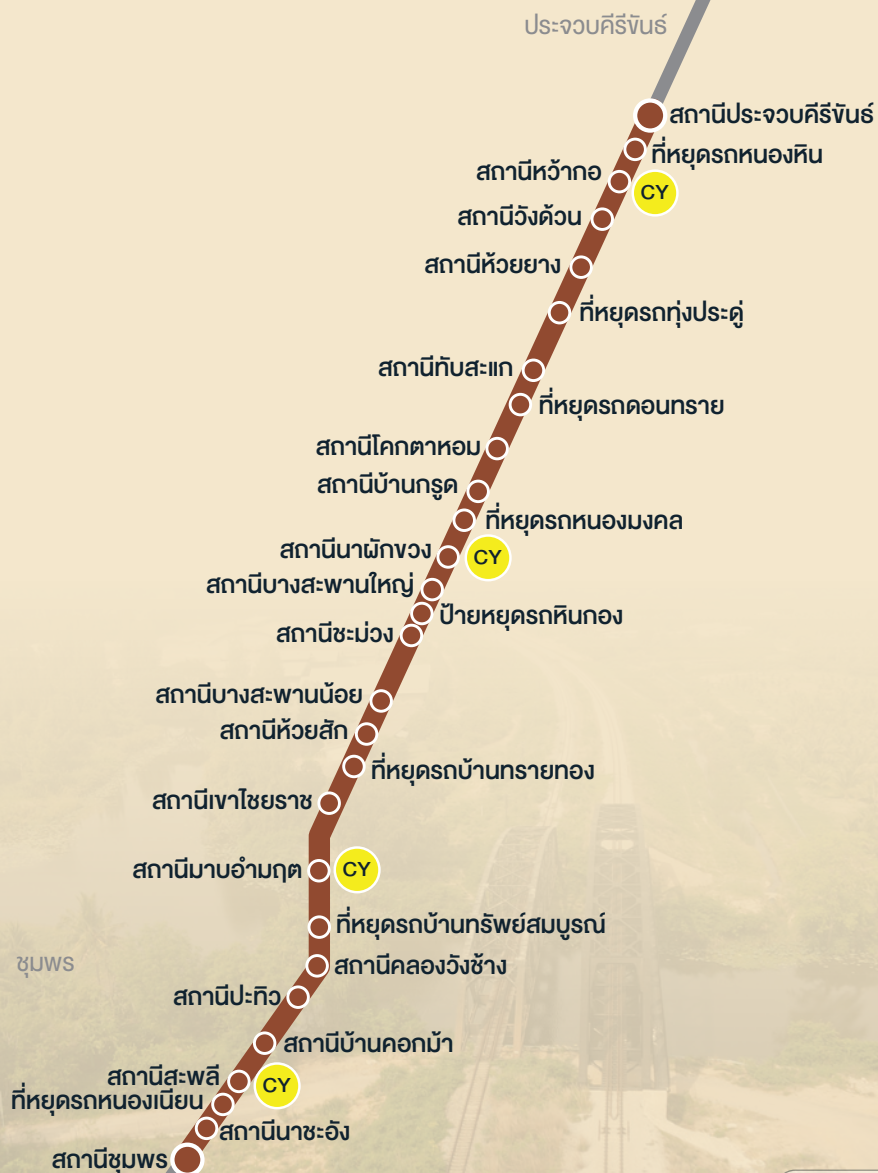 ประจวบคีรีขันธ์
สถานีประจวบคีรีขันธ์
ที่หยุดรถหนองหิน
สถานีหว้ากอ
CY
สถานีวังด้วน
สถานีห้วยยาง
ที่หยุดรถทุ่งประดู่
สถานีทับสะแก
ที่หยุดรถดอนทราย
สถานีโคกตาหอม
สถานีบ้านกรูด
ที่หยุดรถหนองมงคล
สถานีนาผักขวง
CY
สถานีบางสะพานใหญ่
ป้ายหยุดรถหินกอง
สถานีชะม่วง
สถานีบางสะพานน้อย
สถานีห้วยสัก
ที่หยุดรถบ้านทรายทอง
สถานีเขาไชยราช
สถานีมาบอำมฤต
CY
ที่หยุดรถบ้านทรัพย์สมบูรณ์
ชุมพร
สถานีคลองวังช้าง
สถานีปะทิว
สถานีบ้านคอกม้า
สถานีสะพลี
CY
ที่หยุดรถหนองเนียน
สถานีนาชะอัง
สถานีชุมพร